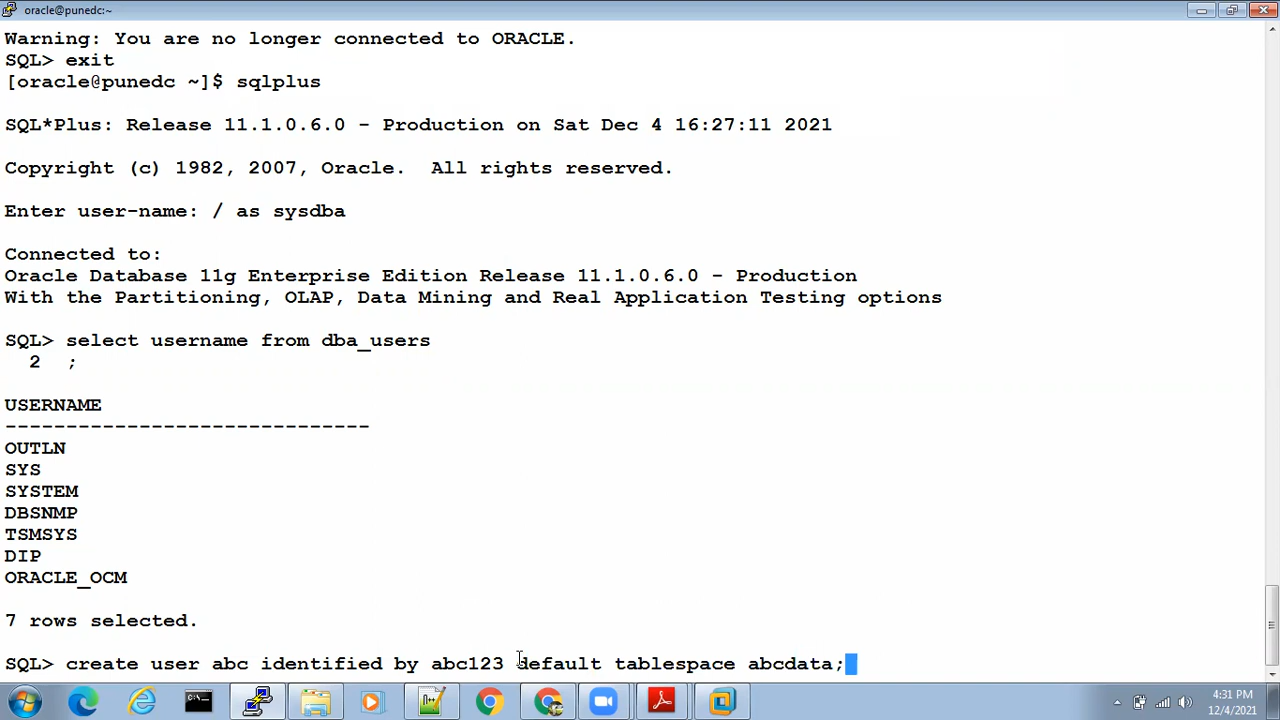 oracle@punedc:~
Warning: You are no longer connected to ORACLE.
SQL> exit
[oracle@punedc ~]$ sqlplus
SQL*Plus: Release 11.1.0.6.0 - Production on Sat Dec 4 16:27:11 2021
Copyright (c) 1982, 2007, Oracle.  All rights reserved.
Enter user-name: / as sysdba
Connected to:
Oracle Database 11g Enterprise Edition Release 11.1.0.6.0 - Production
With the Partitioning, OLAP, Data Mining and Real Application Testing options
SQL> select username from dba_users
  2  ;
USERNAME
------------------------------
OUTLN
SYS
SYSTEM
DBSNMP
TSMSYS
DIP
ORACLE_OCM
7 rows selected.
SQL> create user abc identified by abc123 default tablespace abcdata;
4:31 PM
12/4/2021